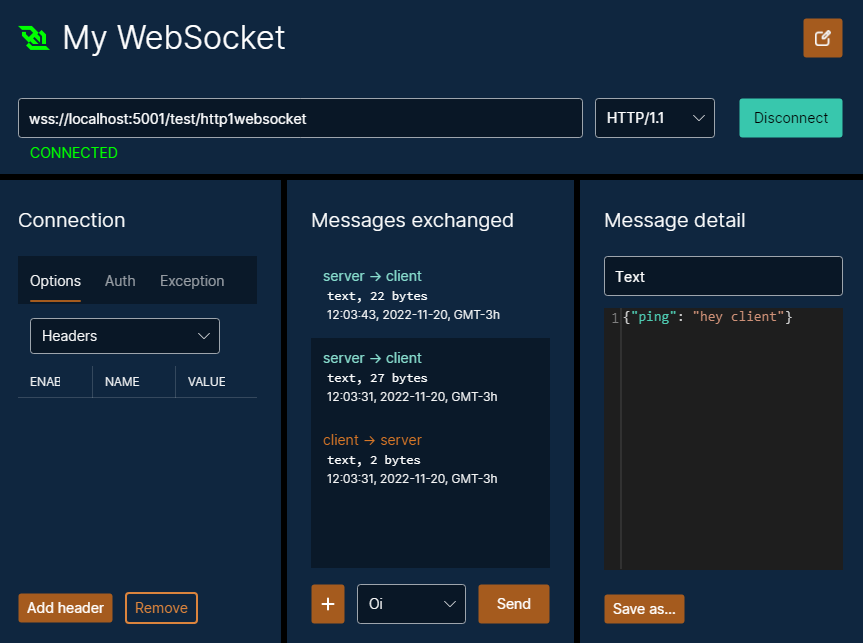 My WebSocket
wss://localhost:5001/test/http1websocket
HTTP/1.1
Disconnect
CONNECTED
Connection
Options Auth Exception
Headers
ENAB NAME VALUE
Add header Remove
Messages exchanged
server → client
text, 22 bytes
12:03:43, 2022-11-20, GMT-3h
server → client
text, 27 bytes
12:03:31, 2022-11-20, GMT-3h
client → server
text, 2 bytes
12:03:31, 2022-11-20, GMT-3h
+ Oi Send
Message detail
Text
1 {"ping": "hey client"}
Save as...